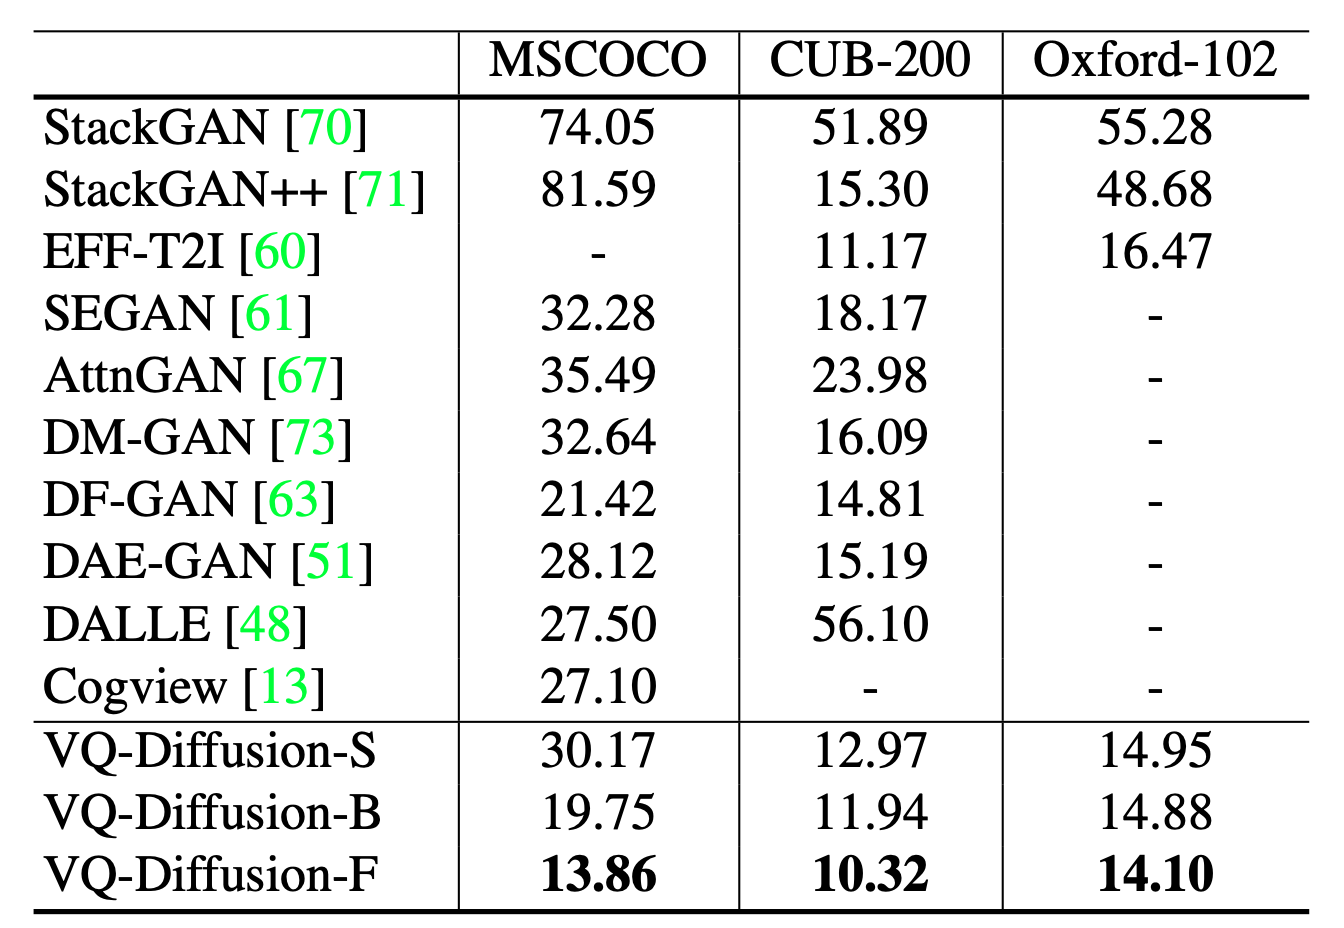 MSCOCO CUB-200 Oxford-102
StackGAN [70] 74.05 51.89 55.28
StackGAN++ [71] 81.59 15.30 48.68
EFF-T2I [60] - 11.17 16.47
SEGAN [61] 32.28 18.17 -
AttnGAN [67] 35.49 23.98 -
DM-GAN [73] 32.64 16.09 -
DF-GAN [63] 21.42 14.81 -
DAE-GAN [51] 28.12 15.19 -
DALLE [48] 27.50 56.10 -
Cogview [13] 27.10 - -
VQ-Diffusion-S 30.17 12.97 14.95
VQ-Diffusion-B 19.75 11.94 14.88
VQ-Diffusion-F 13.86 10.32 14.10